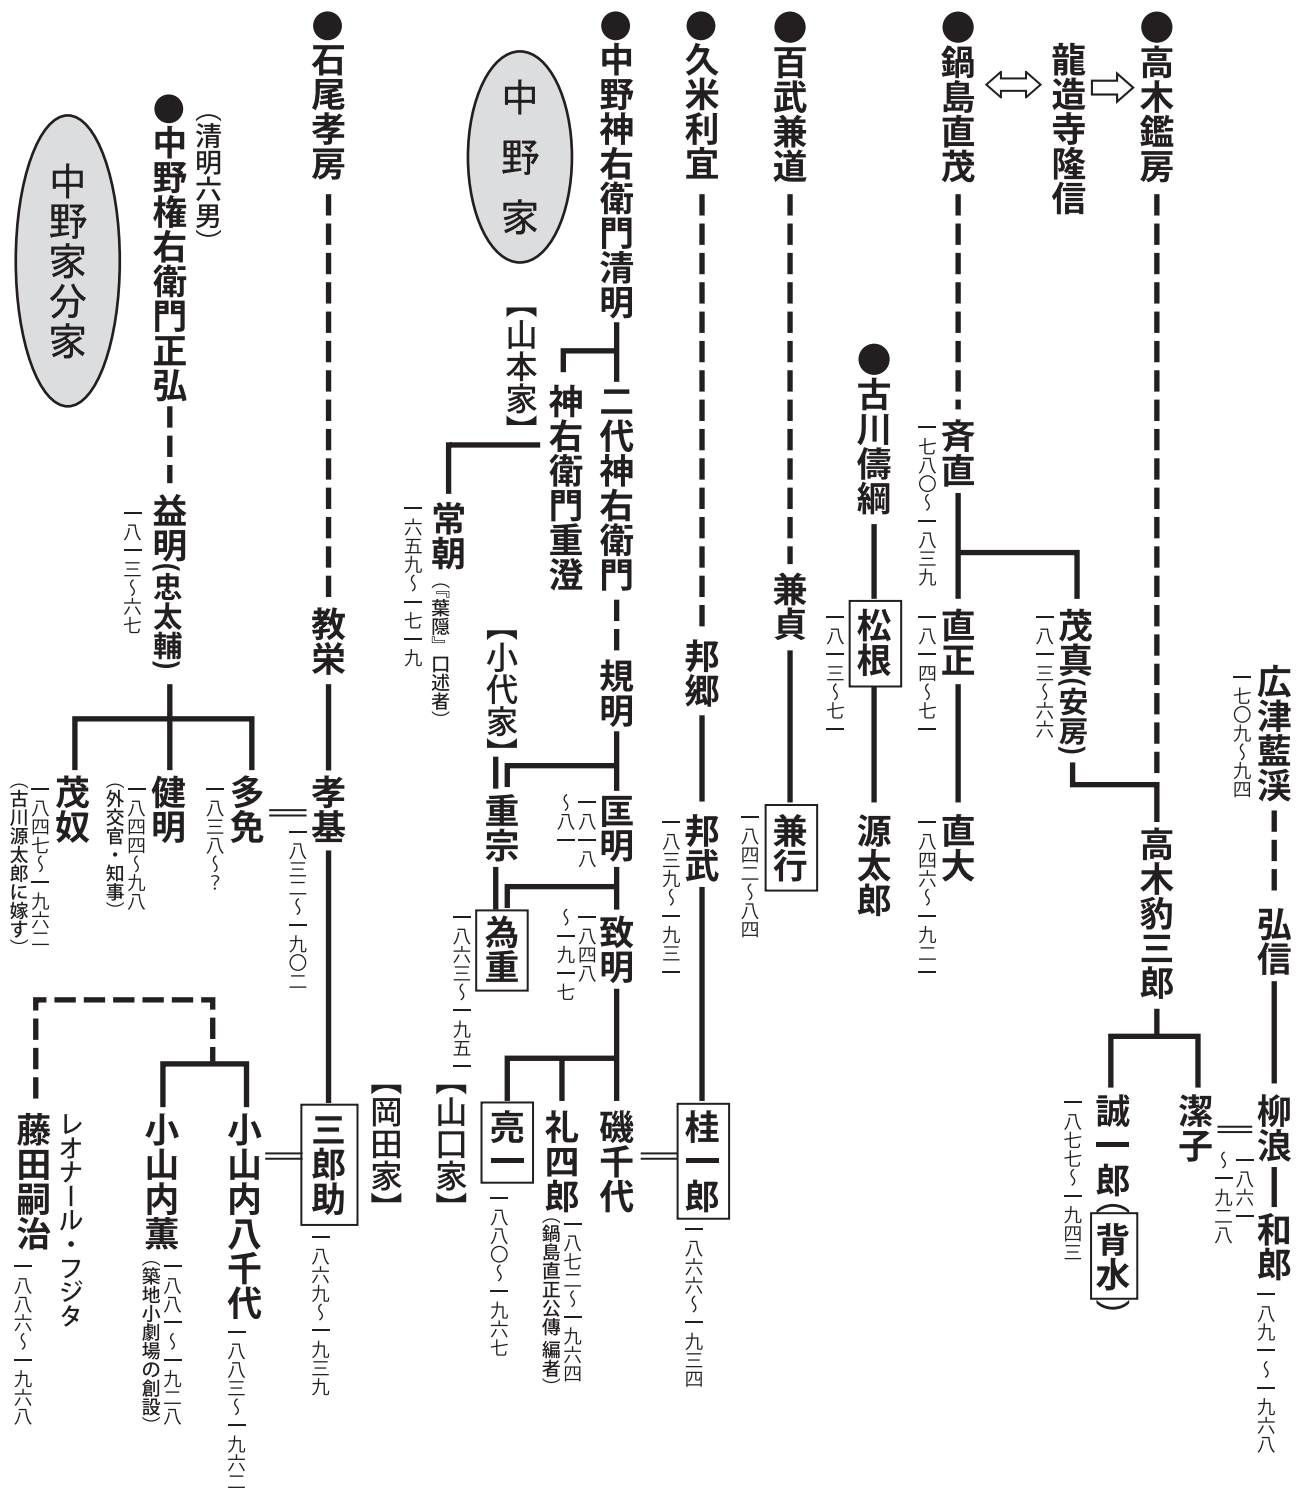 ●高木鑑房
高木豹三郎
潔子
誠一郎(背水)
一八七七〜一九四三
広津藍渓
一七〇九〜九四
弘信
柳浪
一八六一
〜一九二八
和郎
一八九一〜一九六八
龍造寺隆信
●鍋島直茂
斉直
一七八〇〜一八三九
茂真(安房)
一八一三〜六六
直正
一八一四〜七一
直大
一八四六〜一九二一
●古川儔綱
松根
一八一三〜七一
源太郎
●百武兼道
兼貞
兼行
一八四二〜八四
●久米利宜
邦郷
邦武
一八三九〜一九三一
桂一郎
一八六六〜一九三四
●中野神右衛門清明
中野家
二代神右衛門
神右衛門重澄
【山本家】
常朝
(『葉隠』口述者)
一六五九〜一七一九
規明
匡明
一八一八
〜八一
【小代家】
重宗
為重
一八六三〜一九五一
致明
一八四八
〜一九一七
磯千代
礼四郎
一八七二〜一九六四
(鍋島直正公傳 編者)
亮一
一八八〇〜一九六七
【山口家】
【岡田家】
●石尾孝房
教栄
孝基
一八三二〜一九〇二
三郎助
一八六九〜一九三九
(清明六男)
●中野権右衛門正弘
中野家分家
益明(忠太輔)
一八一三〜六七
多免
一八三八〜?
健明
一八四四〜九八
(外交官・知事)
茂奴
一八四七〜一九六二
(古川源太郎に嫁す)
小山内八千代
一八八三〜一九六二
小山内薫
一八八一〜一九二八
(築地小劇場の創設)
レオナール・フジタ
藤田嗣治
一八八六〜一九六八